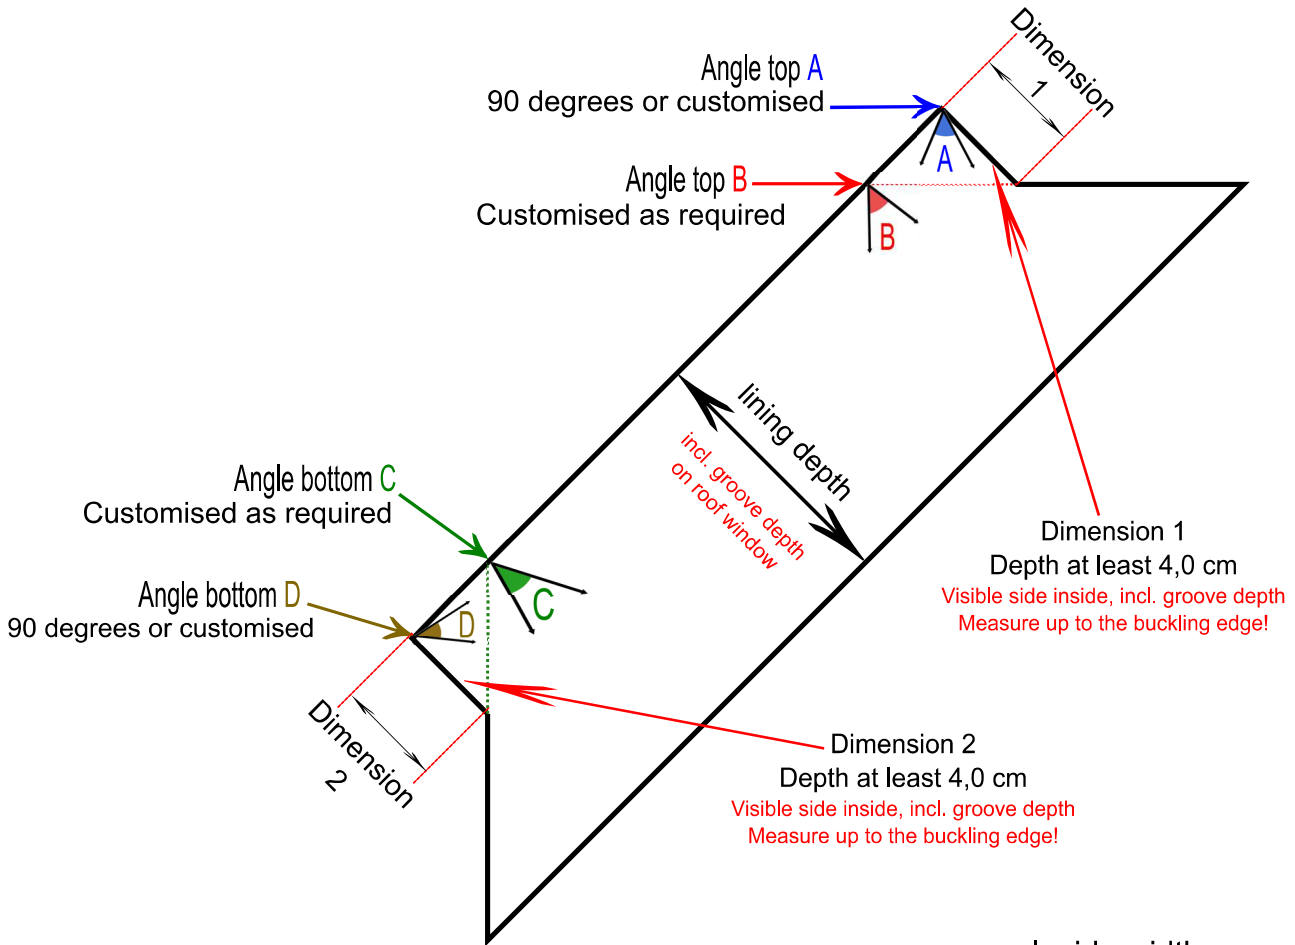 Dimension
1
Angle top A
90 degrees or customised
A
Angle top B
Customised as required
B
lining depth
incl. groove depth
on roof window
Angle bottom C
Customised as required
C
Angle bottom D
90 degrees or customised
D
Dimension 1
Depth at least 4,0 cm
Visible side inside, incl. groove depth
Measure up to the buckling edge!
Dimension
2
Dimension 2
Depth at least 4,0 cm
Visible side inside, incl. groove depth
Measure up to the buckling edge!